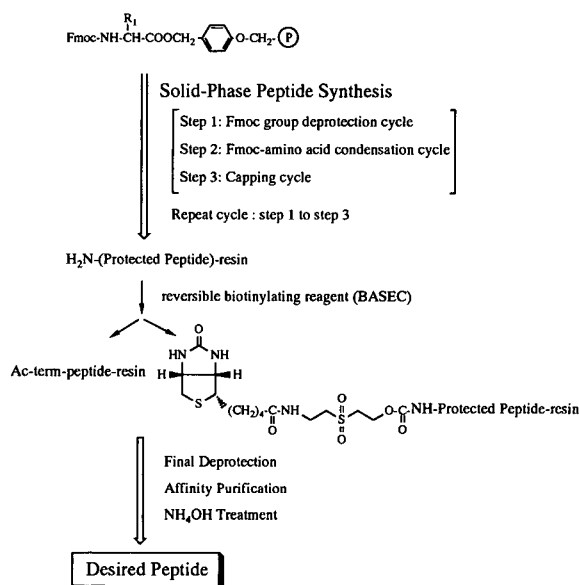 R1
Fmoc-NH-CH-COOCH2-O-CH2-P
Solid-Phase Peptide Synthesis
Step 1: Fmoc group deprotection cycle
Step 2: Fmoc-amino acid condensation cycle
Step 3: Capping cycle
Repeat cycle : step 1 to step 3
H2N-(Protected Peptide)-resin
reversible biotinylating reagent (BASEC)
O
HN NH
Ac-term-peptide-resin
H H
S
(CH2)4-C-NH
O
S
O
O
O-C-NH-Protected Peptide-resin
O
Final Deprotection
Affinity Purification
NH4OH Treatment
Desired Peptide